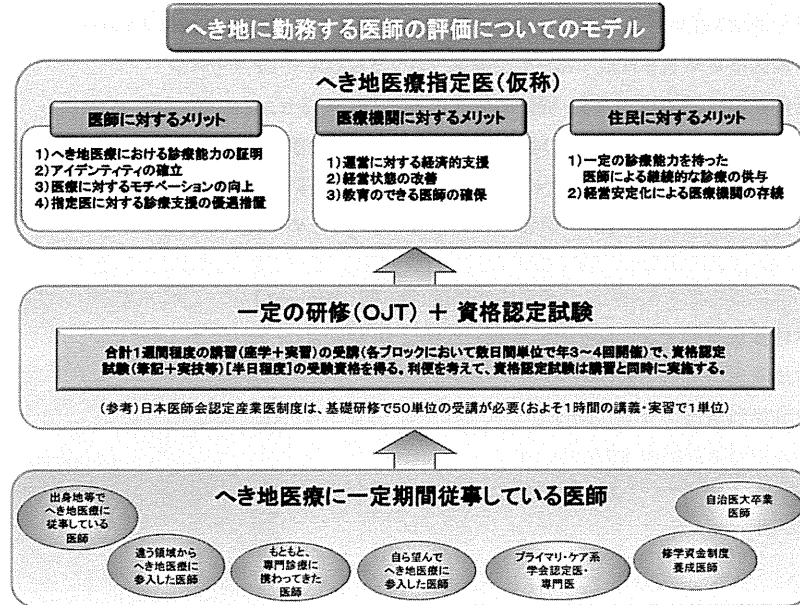 へき地に勤務する医師の評価についてのモデル
へき地医療指定医(仮称)
医師に対するメリット
1)へき地医療における診療能力の証明
2)アイデンティティの確立
3)医療に対するモチベーションの向上
4)指定医に対する診療支援の優遇措置
医療機関に対するメリット
1)運営に対する経済的支援
2)経営状態の改善
3)教育のできる医師の確保
住民に対するメリット
1)一定の診療能力を持った
医師による継続的な診療の供与
2)経営安定化による医療機関の存続
一定の研修(OJT) + 資格認定試験
合計1週間程度の講習(座学+実習)の受講(各ブロックにおいて数日間単位で年3~4回開催)で、資格認定
試験(筆記+実技等)[半日程度]の受験資格を得る。利便を考えて、資格認定試験は講習と同時に実施する。
(参考)日本医師会認定産業医制度は、基礎研修で50単位の受講が必要(およそ1時間の講義・実習で1単位)
へき地医療に一定期間従事している医師
出身地等で
へき地医療に
従事している
医師
違う領域から
へき地医療に
参入した医師
もともと、
専門診療に
携わってきた
医師
自ら望んで
へき地医療に
参入した医師
プライマリ・ケア系
学会認定医・
専門医
修学資金制度
養成医師
自治医大卒業
医師